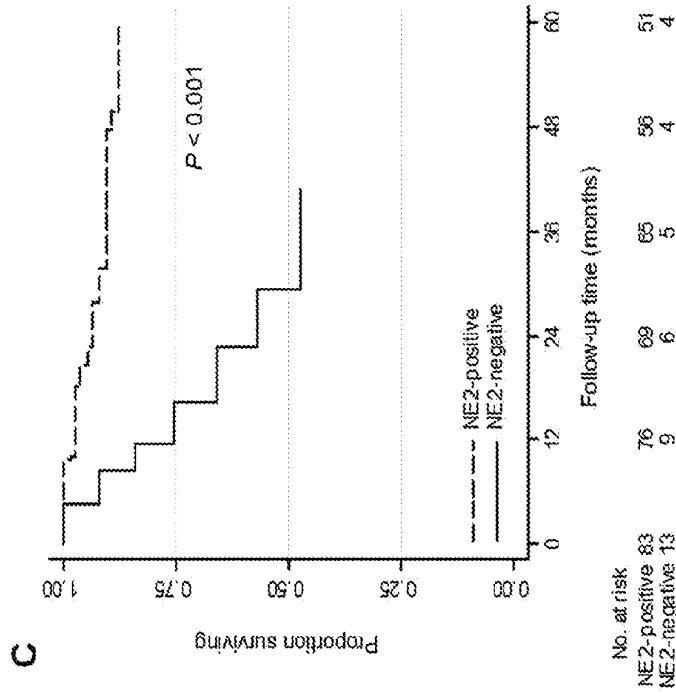 C
Proportion surviving
1.00
0.75
0.50
0.25
0.00
P < 0.001
NE2-positive
NE2-negative
0 12 24 36 48 60
Follow-up time (months)
No. at risk
NE2-positive 83 76 69 65 56 51
NE2-negative 13 9 6 5 4 4